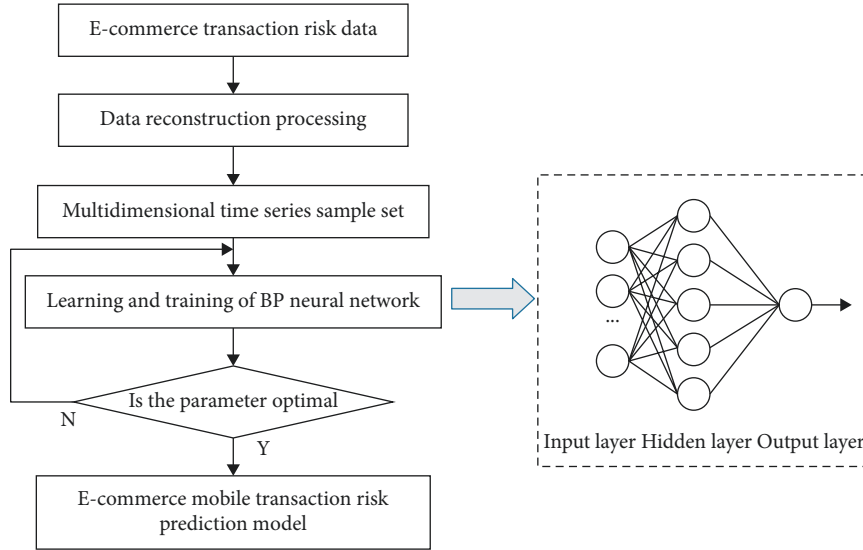 E-commerce transaction risk data
Data reconstruction processing
Multidimensional time series sample set
Learning and training of BP neural network
Is the parameter optimal
N
Y
E-commerce mobile transaction risk
prediction model
...
Input layer Hidden layer Output layer